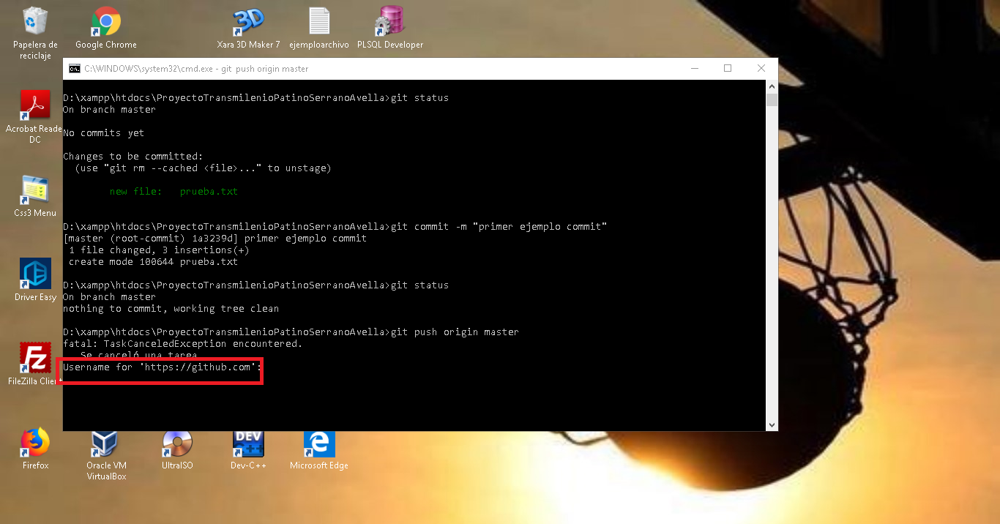 Papelera de
reciclaje
Google Chrome
Xara 3D Maker 7
ejemploarchivo
PLSQL Developer
C:\WINDOWS\system32\cmd.exe - git  push origin master
D:\xampp\htdocs\ProyectoTransmilenioPatinoSerranoAvella>git status
On branch master
No commits yet
Changes to be committed:
  (use "git rm --cached <file>..." to unstage)
        new file:   prueba.txt
D:\xampp\htdocs\ProyectoTransmilenioPatinoSerranoAvella>git commit -m "primer ejemplo commit"
[master (root-commit) 1a3239d] primer ejemplo commit
 1 file changed, 3 insertions(+)
 create mode 100644 prueba.txt
D:\xampp\htdocs\ProyectoTransmilenioPatinoSerranoAvella>git status
On branch master
nothing to commit, working tree clean
D:\xampp\htdocs\ProyectoTransmilenioPatinoSerranoAvella>git push origin master
fatal: TaskCanceledException encountered.
   Se canceló una tarea
Username for 'https://github.com':
Acrobat Reade
DC
Css3 Menu
Driver Easy
FileZilla Client
Firefox
Oracle VM
VirtualBox
UltraISO
DEV
Dev-C++
Microsoft Edge